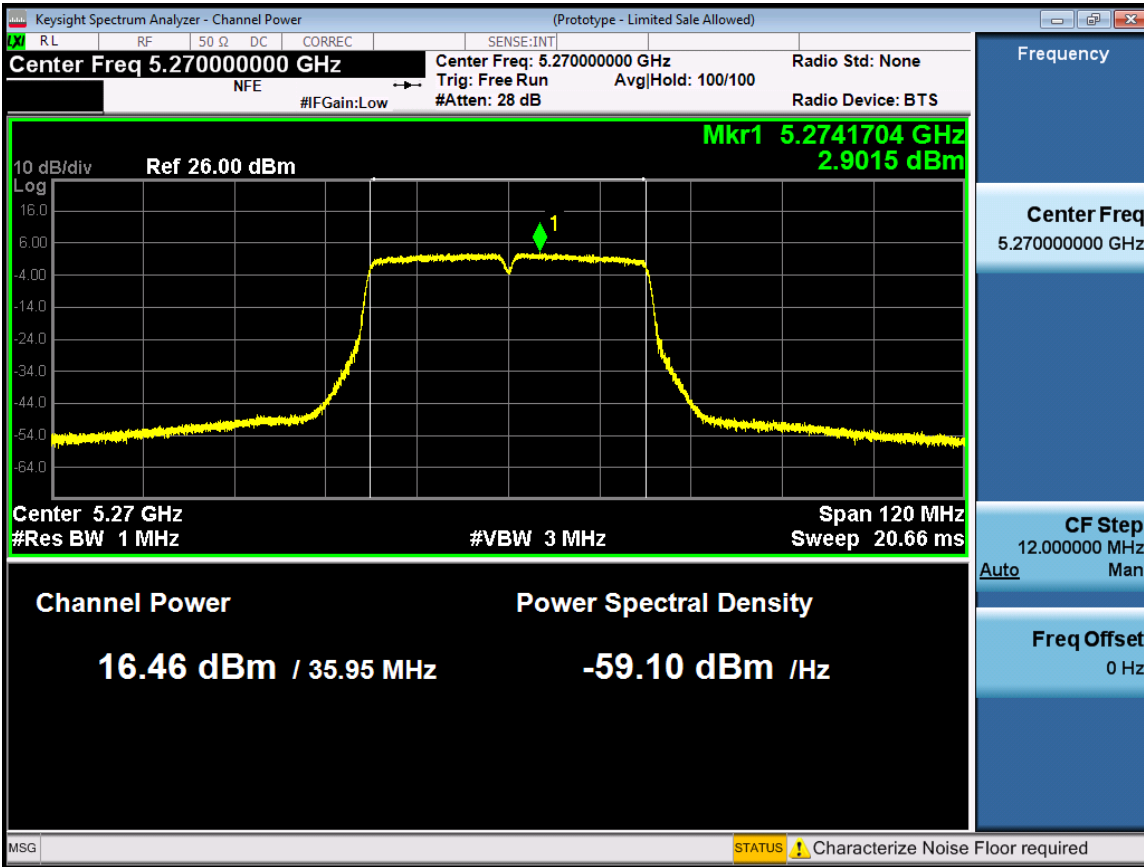 Keysight Spectrum Analyzer - Channel Power (Prototype - Limited Sale Allowed)
LXI RL RF 50 Ω DC CORREC SENSE:INT
Center Freq 5.270000000 GHz
NFE
#IFGain:Low
Center Freq: 5.270000000 GHz
Trig: Free Run Avg|Hold: 100/100
#Atten: 28 dB
Radio Std: None
Radio Device: BTS
Mkr1 5.2741704 GHz
2.9015 dBm
10 dB/div Ref 26.00 dBm
Log
16.0
6.00
-4.00
-14.0
-24.0
-34.0
-44.0
-54.0
-64.0
1
Center 5.27 GHz Span 120 MHz
#Res BW 1 MHz #VBW 3 MHz Sweep 20.66 ms
Channel Power Power Spectral Density
16.46 dBm / 35.95 MHz -59.10 dBm /Hz
Frequency
Center Freq
5.270000000 GHz
CF Step
12.000000 MHz
Auto Man
Freq Offset
0 Hz
MSG STATUS Characterize Noise Floor required